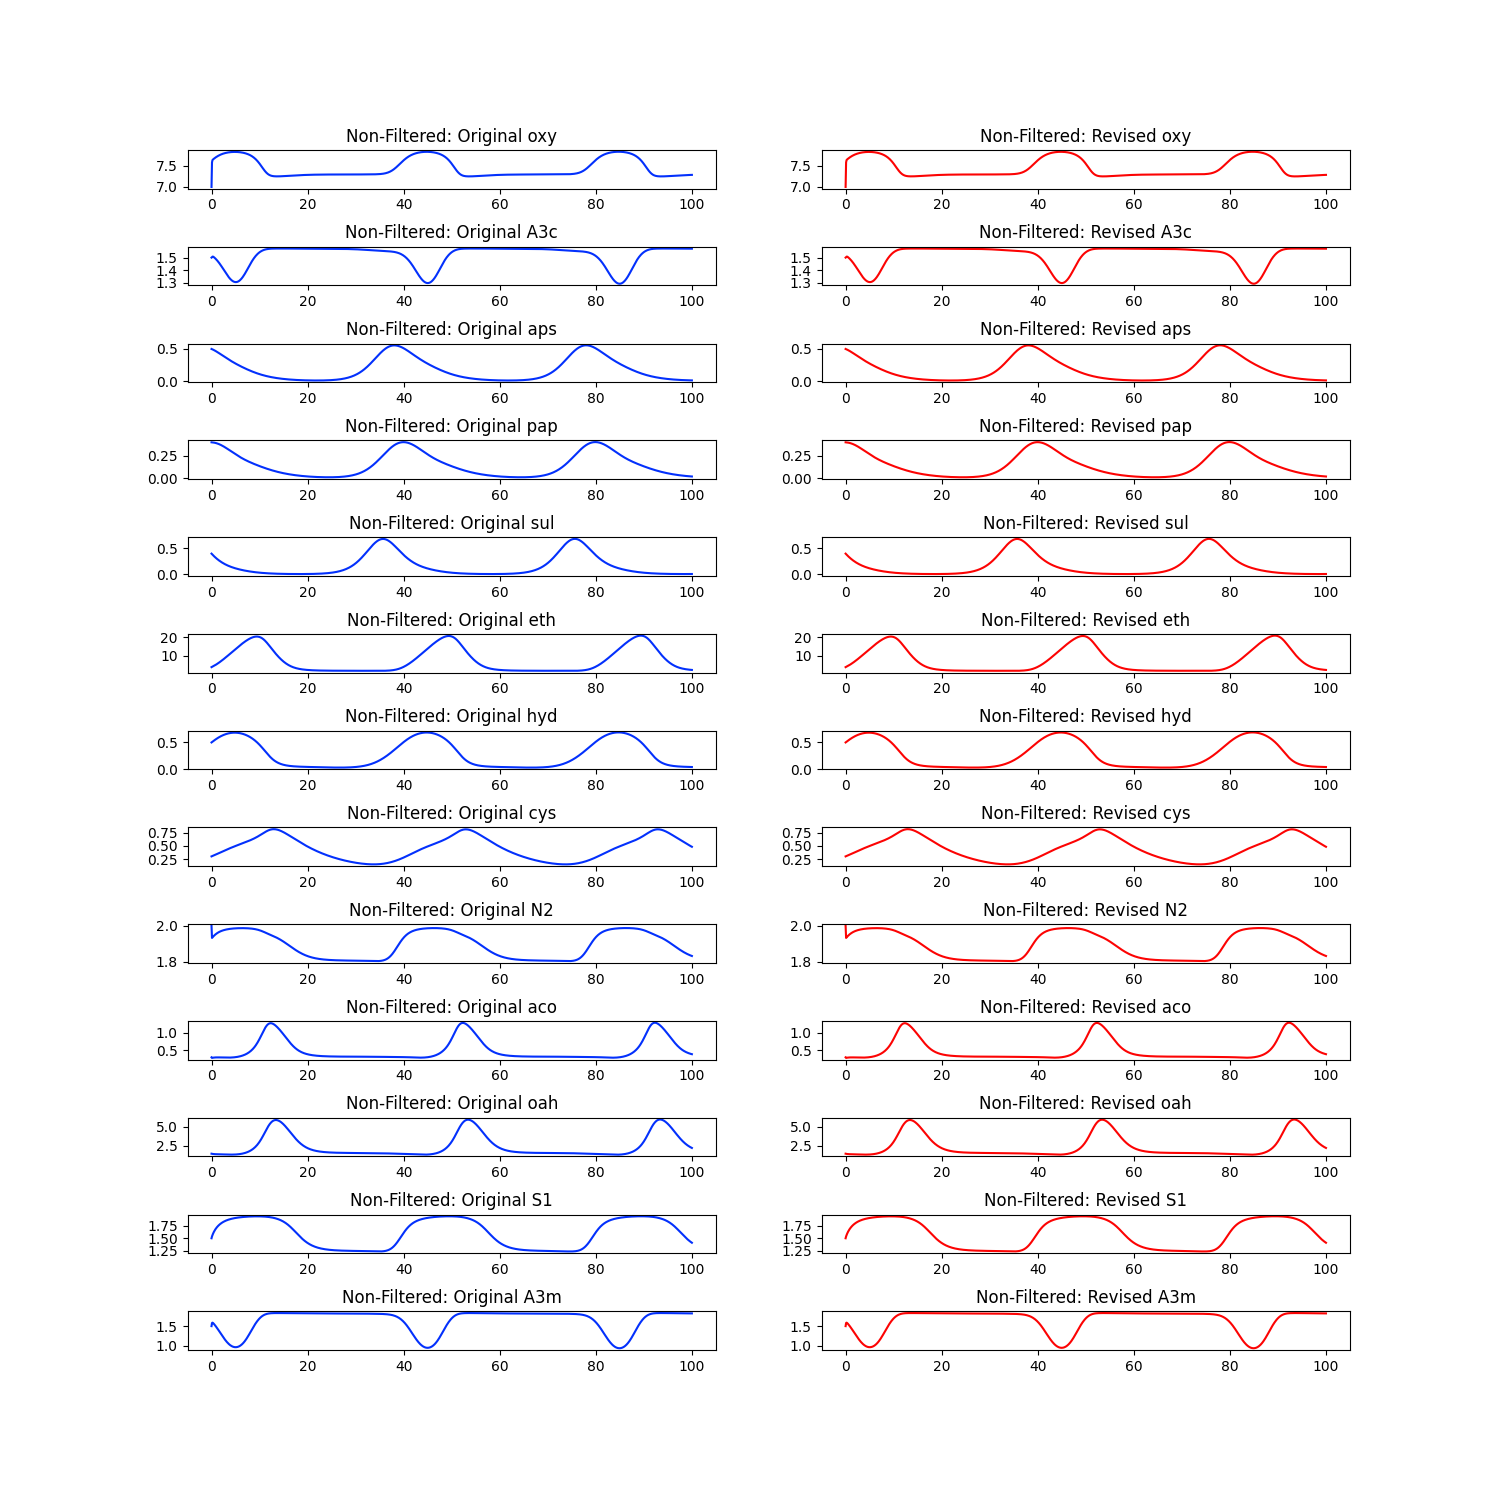 Non-Filtered: Original oxy
7.5
7.0
0 20 40 60 80 100
Non-Filtered: Revised oxy
7.5
7.0
0 20 40 60 80 100
Non-Filtered: Original A3c
1.5
1.4
1.3
0 20 40 60 80 100
Non-Filtered: Revised A3c
1.5
1.4
1.3
0 20 40 60 80 100
Non-Filtered: Original aps
0.5
0.0
0 20 40 60 80 100
Non-Filtered: Revised aps
0.5
0.0
0 20 40 60 80 100
Non-Filtered: Original pap
0.25
0.00
0 20 40 60 80 100
Non-Filtered: Revised pap
0.25
0.00
0 20 40 60 80 100
Non-Filtered: Original sul
0.5
0.0
0 20 40 60 80 100
Non-Filtered: Revised sul
0.5
0.0
0 20 40 60 80 100
Non-Filtered: Original eth
20
10
0 20 40 60 80 100
Non-Filtered: Revised eth
20
10
0 20 40 60 80 100
Non-Filtered: Original hyd
0.5
0.0
0 20 40 60 80 100
Non-Filtered: Revised hyd
0.5
0.0
0 20 40 60 80 100
Non-Filtered: Original cys
0.75
0.50
0.25
0 20 40 60 80 100
Non-Filtered: Revised cys
0.75
0.50
0.25
0 20 40 60 80 100
Non-Filtered: Original N2
2.0
1.8
0 20 40 60 80 100
Non-Filtered: Revised N2
2.0
1.8
0 20 40 60 80 100
Non-Filtered: Original aco
1.0
0.5
0 20 40 60 80 100
Non-Filtered: Revised aco
1.0
0.5
0 20 40 60 80 100
Non-Filtered: Original oah
5.0
2.5
0 20 40 60 80 100
Non-Filtered: Revised oah
5.0
2.5
0 20 40 60 80 100
Non-Filtered: Original S1
1.75
1.50
1.25
0 20 40 60 80 100
Non-Filtered: Revised S1
1.75
1.50
1.25
0 20 40 60 80 100
Non-Filtered: Original A3m
1.5
1.0
0 20 40 60 80 100
Non-Filtered: Revised A3m
1.5
1.0
0 20 40 60 80 100